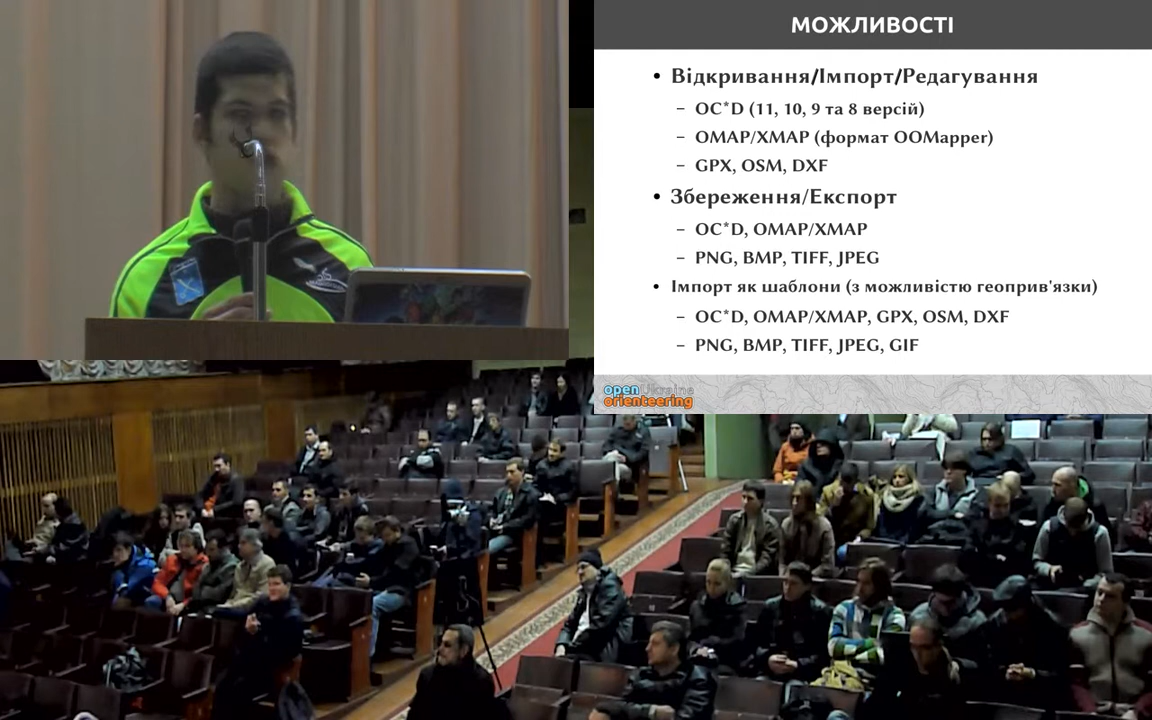 МОЖЛИВОСТІ
• Відкривання/Імпорт/Редагування
– OC*D (11, 10, 9 та 8 версій)
– OMAP/XMAP (формат OOMapper)
– GPX, OSM, DXF
• Збереження/Експорт
– OC*D, OMAP/XMAP
– PNG, BMP, TIFF, JPEG
• Імпорт як шаблони (з можливістю геоприв'язки)
– OC*D, OMAP/XMAP, GPX, OSM, DXF
– PNG, BMP, TIFF, JPEG, GIF
open Ukraine
orienteering